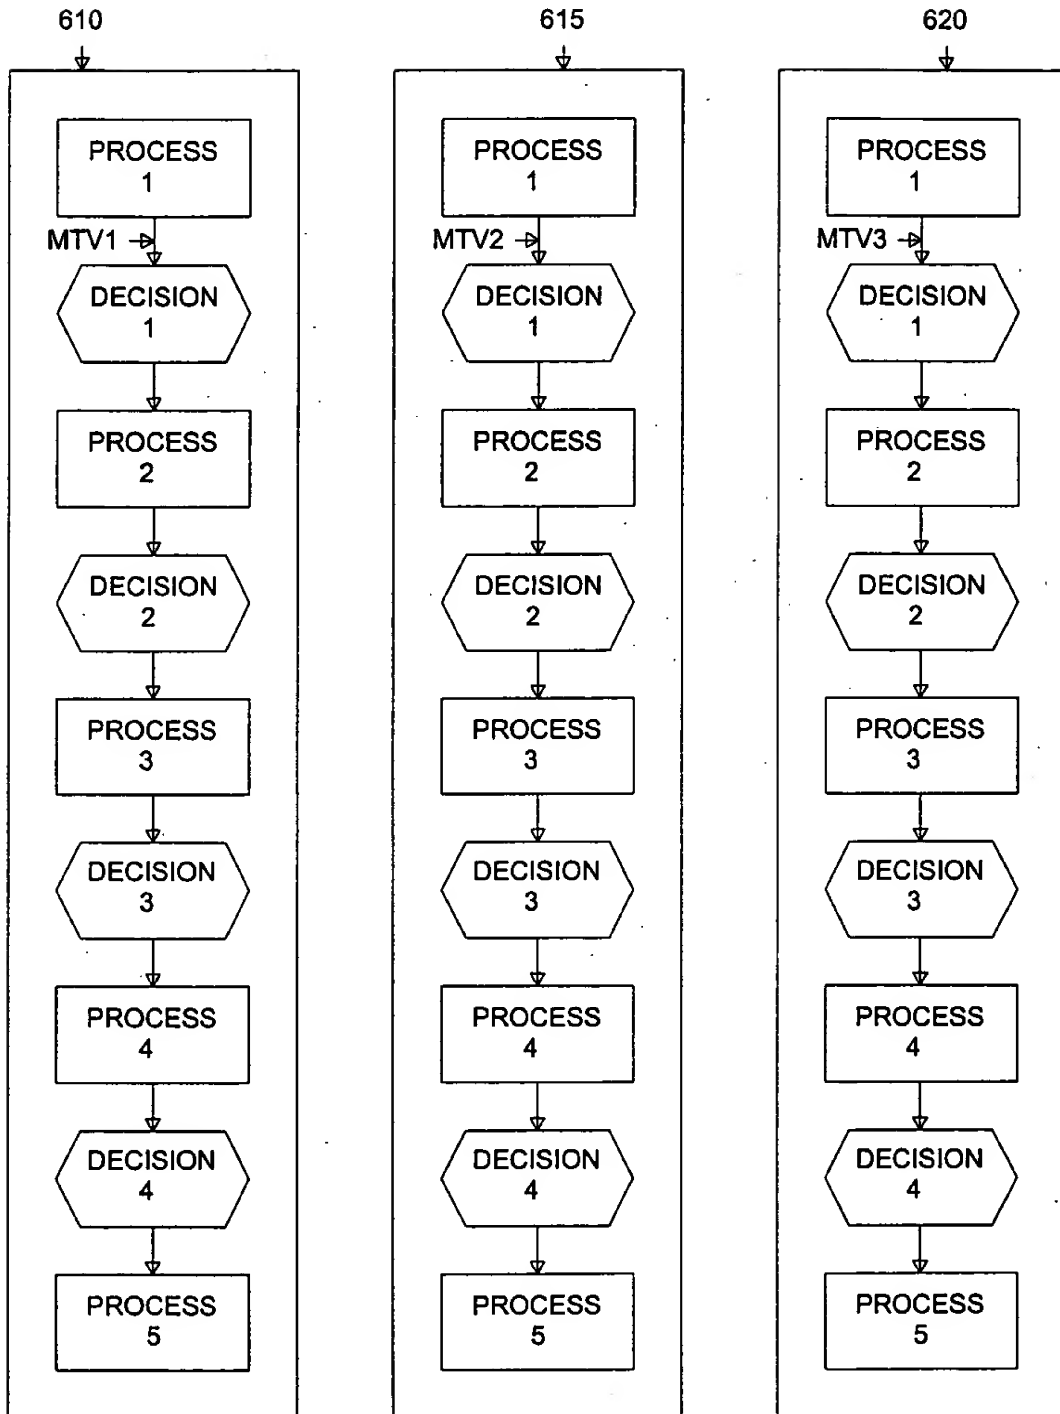 610
PROCESS
1
MTV1
DECISION
1
PROCESS
2
DECISION
2
PROCESS
3
DECISION
3
PROCESS
4
DECISION
4
PROCESS
5
615
PROCESS
1
MTV2
DECISION
1
PROCESS
2
DECISION
2
PROCESS
3
DECISION
3
PROCESS
4
DECISION
4
PROCESS
5
620
PROCESS
1
MTV3
DECISION
1
PROCESS
2
DECISION
2
PROCESS
3
DECISION
3
PROCESS
4
DECISION
4
PROCESS
5